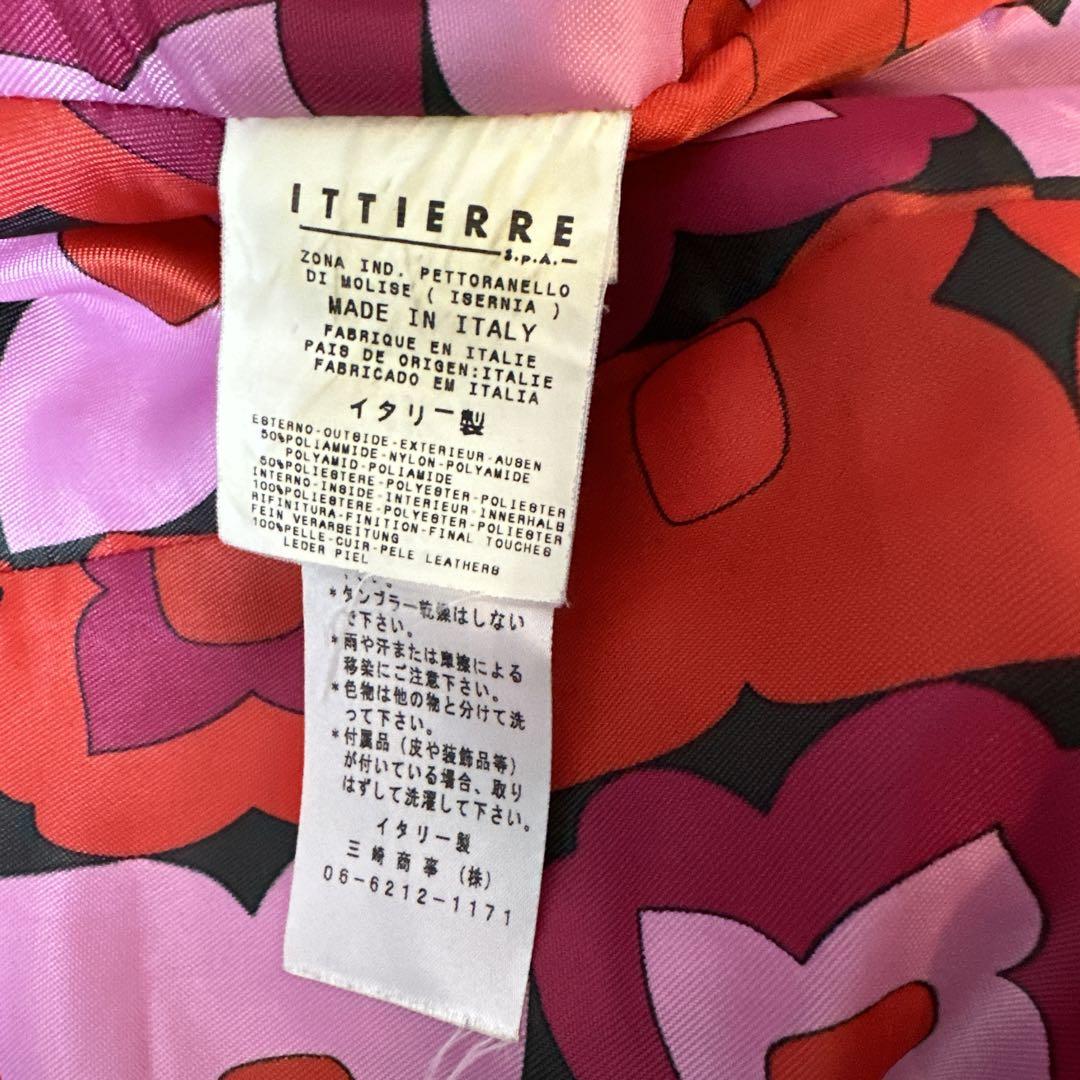 ITTIERRE
S.p.A.
ZONA IND. PETTORANELLO
DI MOLISE ( ISERNIA )
MADE IN ITALY
FABRIQUE EN ITALIE
PAIS DE ORIGEN:ITALIE
FABRICADO EM ITALIA
イタリー製
ESTERNO-OUTSIDE-EXTERIEUR-AUSEN
50%POLIAMMIDE-NYLON-POLYAMIDE
POLYAMID-POLIAMIDE
50%POLIESTERE-POLYESTER-POLIESTER
INTERNO-INSIDE-INTERIEUR-INNERHALB
100%POLIESTERE-POLYESTER-POLIESTER
RIFINITURA-FINITION-FINAL TOUCHES
FEIN VERARBEITUNG
100%PELLE-CUIR-PELE LEATHERS
LEDER PIEL
*タンブラー乾燥はしない
で下さい。
*雨や汗または摩擦による
移染にご注意下さい。
*色物は他の物と分けて洗
って下さい。
*付属品（皮や装飾品等）
が付いている場合、取り
はずして洗濯して下さい。
イタリー製
三崎商事（株）
06-6212-1171